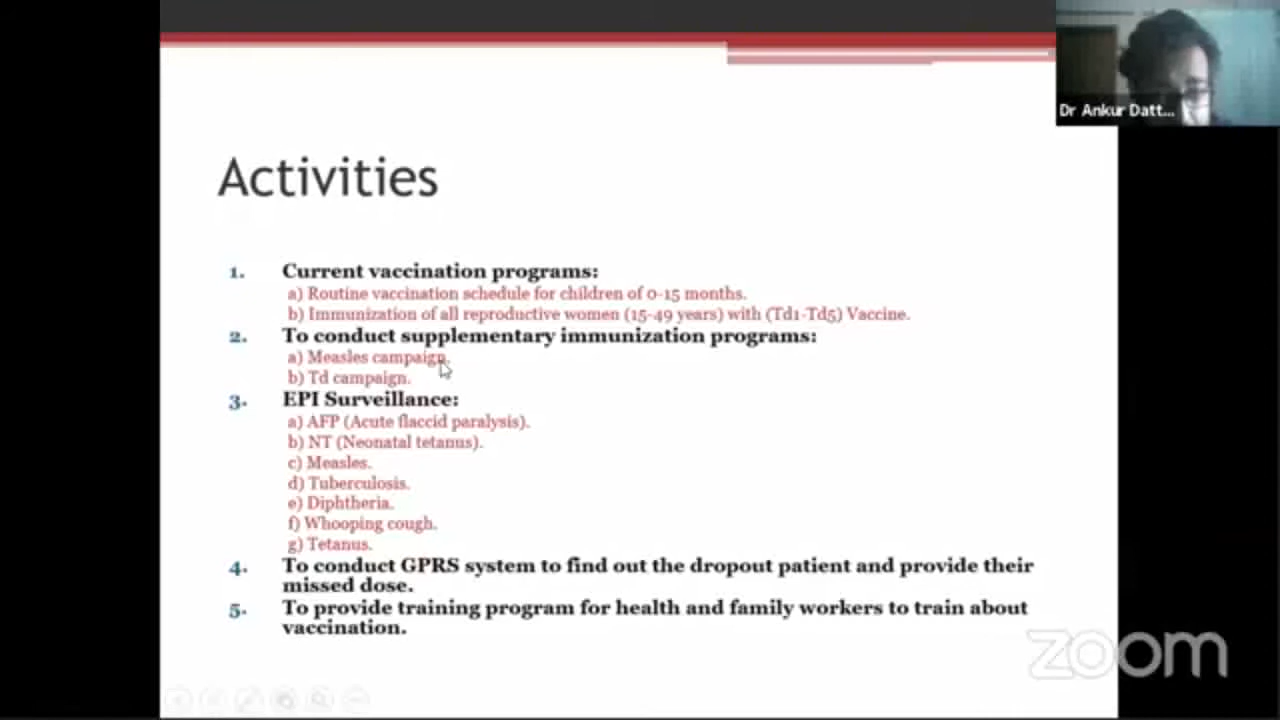 Dr Ankur Datt...
Activities
1. Current vaccination programs:
a) Routine vaccination schedule for children of 0-15 months.
b) Immunization of all reproductive women (15-49 years) with (Td1-Td5) Vaccine.
2. To conduct supplementary immunization programs:
a) Measles campaign.
b) Td campaign.
3. EPI Surveillance:
a) AFP (Acute flaccid paralysis).
b) NT (Neonatal tetanus).
c) Measles.
d) Tuberculosis.
e) Diphtheria.
f) Whooping cough.
g) Tetanus.
4. To conduct GPRS system to find out the dropout patient and provide their
missed dose.
5. To provide training program for health and family workers to train about
vaccination.
zoom